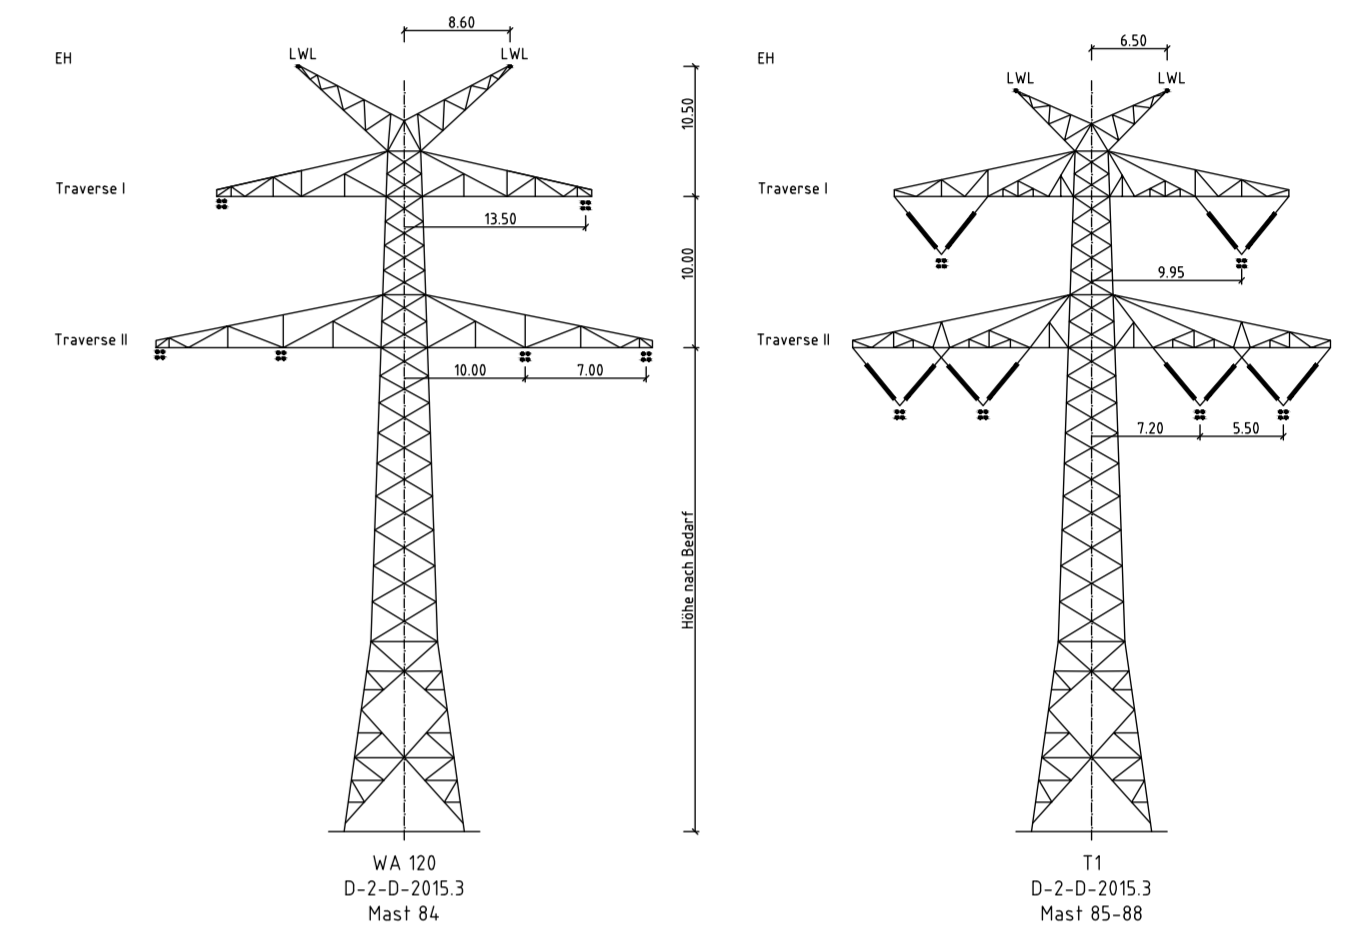 8.60
EH
LWL
LWL
10.50
Traverse I
13.50
10.00
Traverse II
10.00
7.00
Höhe nach Bedarf
WA 120
D-2-D-2015.3
Mast 84
6.50
EH
LWL
LWL
Traverse I
9.95
Traverse II
7.20
5.50
T1
D-2-D-2015.3
Mast 85-88